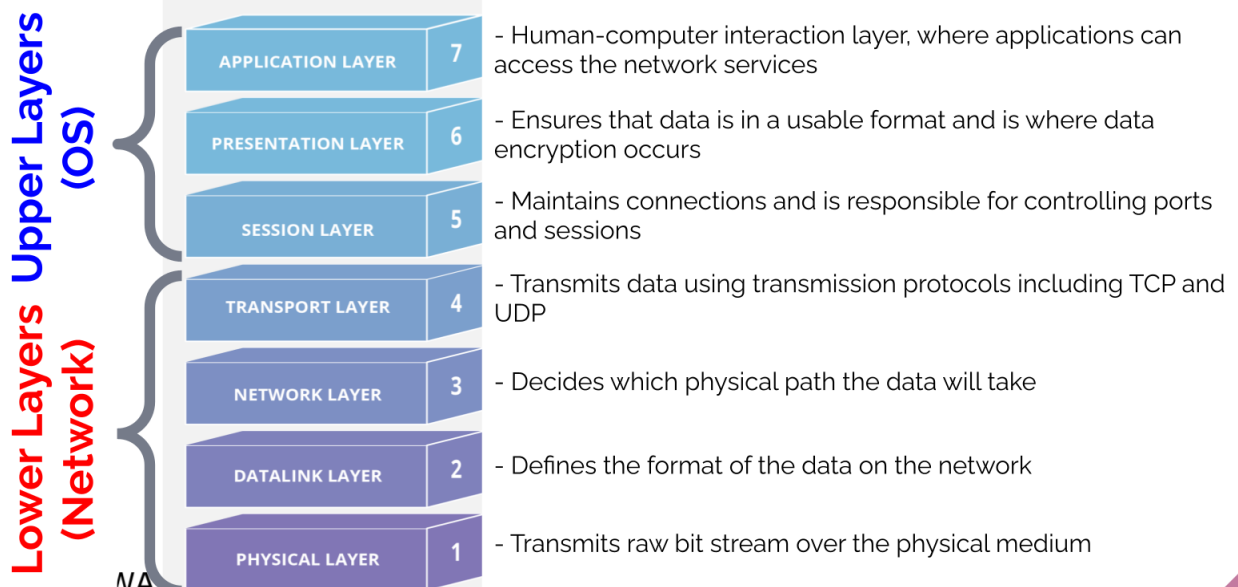 Upper Layers
(OS)
Lower Layers
(Network)
APPLICATION LAYER 7
- Human-computer interaction layer, where applications can
access the network services
PRESENTATION LAYER 6
- Ensures that data is in a usable format and is where data
encryption occurs
SESSION LAYER 5
- Maintains connections and is responsible for controlling ports
and sessions
TRANSPORT LAYER 4
- Transmits data using transmission protocols including TCP and
UDP
NETWORK LAYER 3
- Decides which physical path the data will take
DATALINK LAYER 2
- Defines the format of the data on the network
PHYSICAL LAYER 1
- Transmits raw bit stream over the physical medium